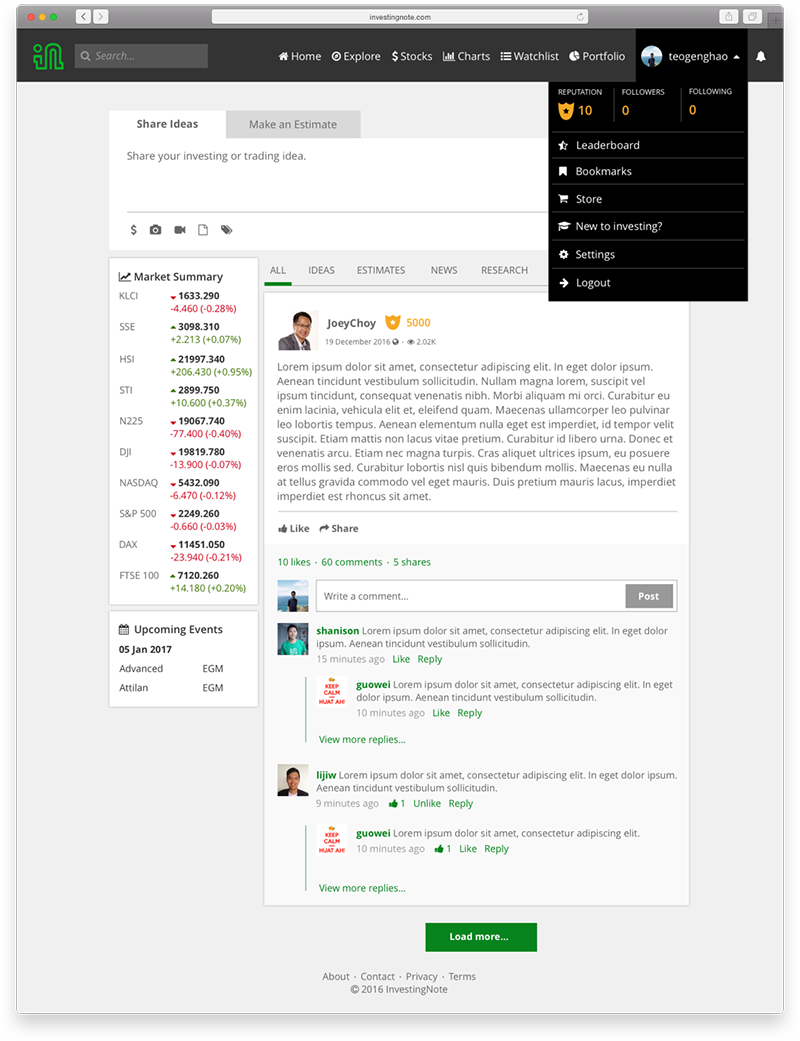 investingnote.com
in
Search...
Home
Explore
$ Stocks
Charts
Watchlist
Portfolio
teogenghao
REPUTATION
FOLLOWERS
FOLLOWING
10
0
0
Leaderboard
Bookmarks
Store
New to investing?
Settings
Logout
Share Ideas
Make an Estimate
Share your investing or trading idea.
$
Market Summary
KLCI
1633.290
-4.460 (-0.28%)
SSE
3098.310
+2.213 (+0.07%)
HSI
21997.340
+206.430 (+0.95%)
STI
2899.750
+10.600 (+0.37%)
N225
19067.740
-77.400 (-0.40%)
DJI
19819.780
-13.900 (-0.07%)
NASDAQ
5432.090
-6.470 (-0.12%)
S&P 500
2249.260
-0.660 (-0.03%)
DAX
11451.050
-23.940 (-0.21%)
FTSE 100
7120.260
+14.180 (+0.20%)
Upcoming Events
05 Jan 2017
Advanced EGM
Attilan EGM
ALL
IDEAS
ESTIMATES
NEWS
RESEARCH
JoeyChoy 5000
19 December 2016 · 2.02K
Lorem ipsum dolor sit amet, consectetur adipiscing elit. In eget dolor ipsum.
Aenean tincidunt vestibulum sollicitudin. Nullam magna lorem, suscipit vel
ipsum tincidunt, consequat venenatis nibh. Morbi aliquam mi orci. Curabitur eu
enim lacinia, vehicula elit et, eleifend quam. Maecenas ullamcorper leo pulvinar
leo lobortis tempus. Aenean elementum nulla eget est imperdiet, id tempor velit
suscipit. Etiam mattis non lacus vitae pretium. Curabitur id libero urna. Donec et
venenatis arcu. Etiam nec magna turpis. Cras aliquet ultrices ipsum, eu posuere
eros mollis sed. Curabitur lobortis nisl quis bibendum mollis. Maecenas eu nulla
at tellus gravida commodo vel eget mauris. Duis pretium mauris lacus, imperdiet
imperdiet est rhoncus sit amet.
Like
Share
10 likes · 60 comments · 5 shares
Write a comment...
Post
shanison Lorem ipsum dolor sit amet, consectetur adipiscing elit. In eget dolor
ipsum. Aenean tincidunt vestibulum sollicitudin.
15 minutes ago Like Reply
KEEP
CALM
AND
HUAT AH!
guowei Lorem ipsum dolor sit amet, consectetur adipiscing elit. In eget
dolor ipsum. Aenean tincidunt vestibulum sollicitudin.
10 minutes ago Like Reply
View more replies...
lijiw Lorem ipsum dolor sit amet, consectetur adipiscing elit. In eget dolor ipsum.
Aenean tincidunt vestibulum sollicitudin.
9 minutes ago 1 Unlike Reply
KEEP
CALM
AND
HUAT AH!
guowei Lorem ipsum dolor sit amet, consectetur adipiscing elit.
10 minutes ago 1 Like Reply
View more replies...
Load more...
About · Contact · Privacy · Terms
© 2016 InvestingNote